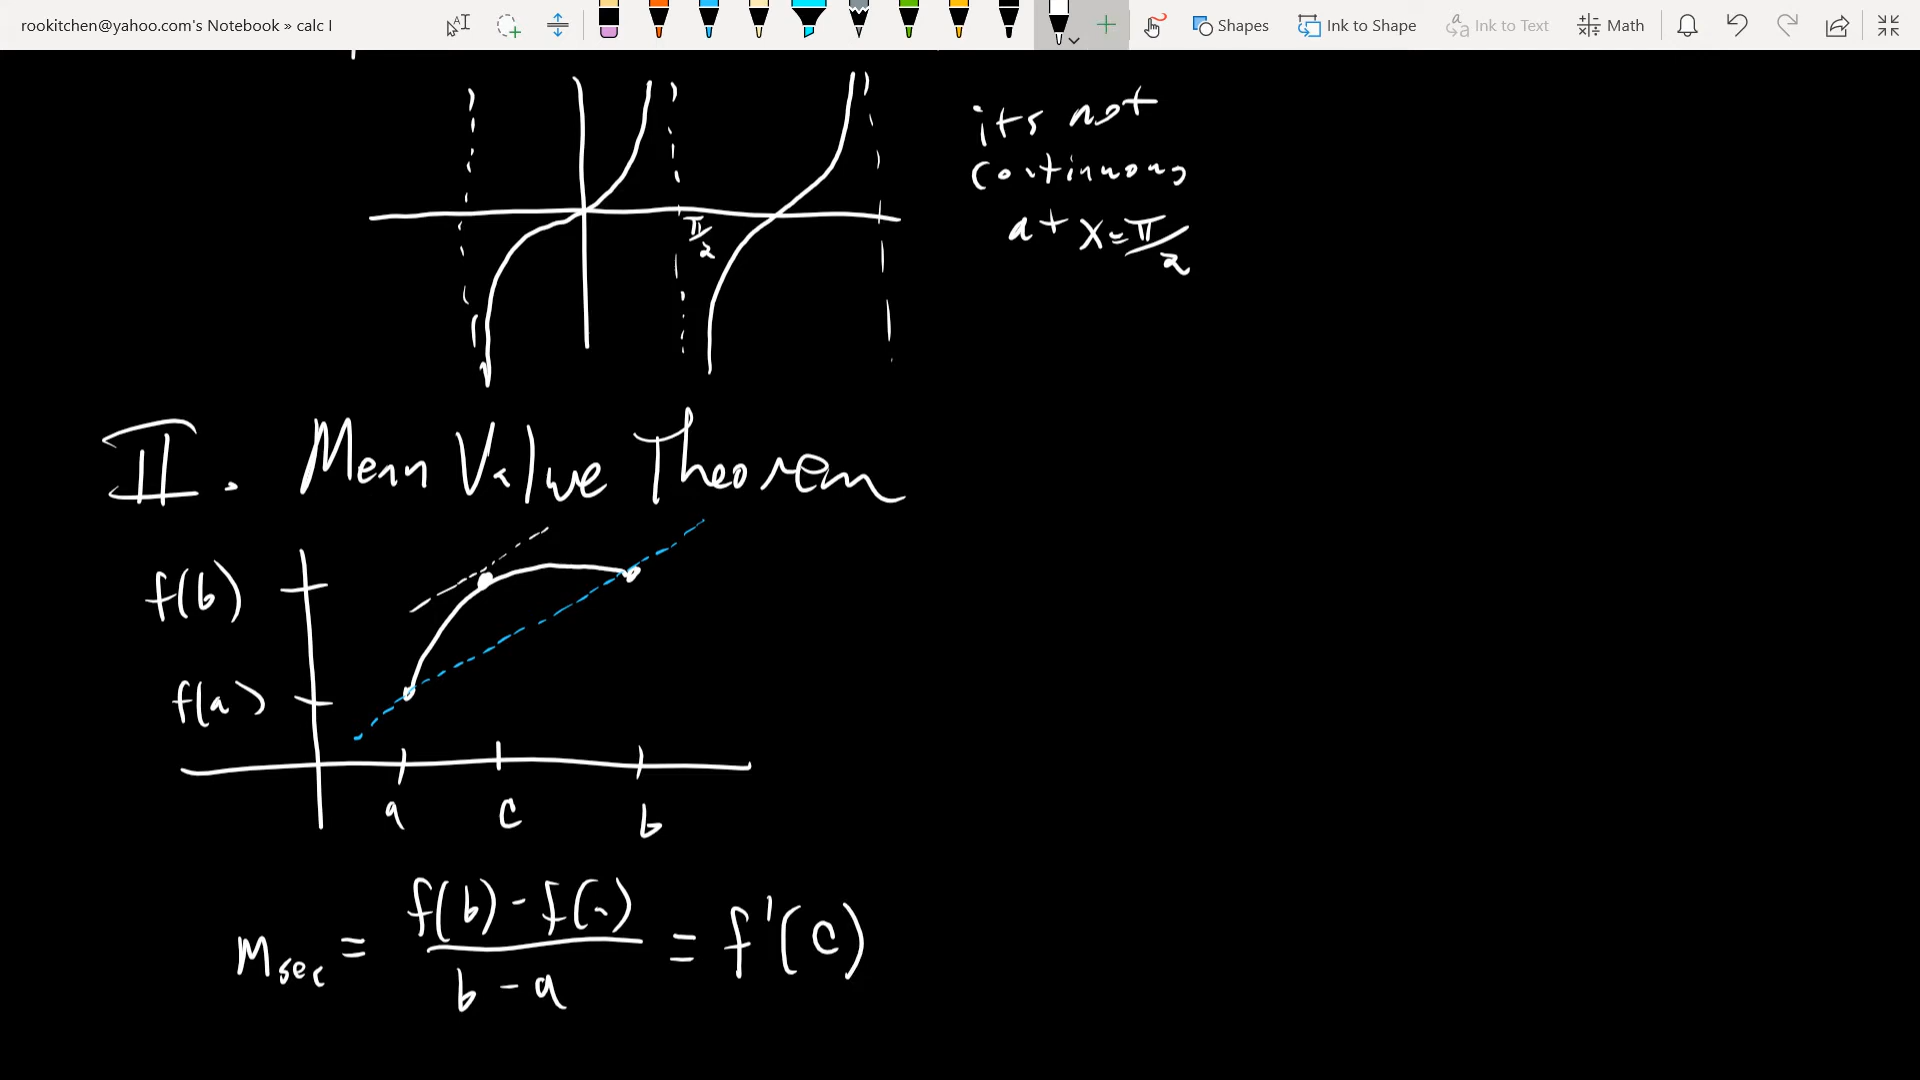 rookitchen@yahoo.com's Notebook » calc I
Shapes
Ink to Shape
Ink to Text
Math
its not
continuous
at x=π/2
π/2
II. Mean Value Theorem
f(b)
f(a)
a c b
Msec = f(b) - f(a) / b - a = f'(c)